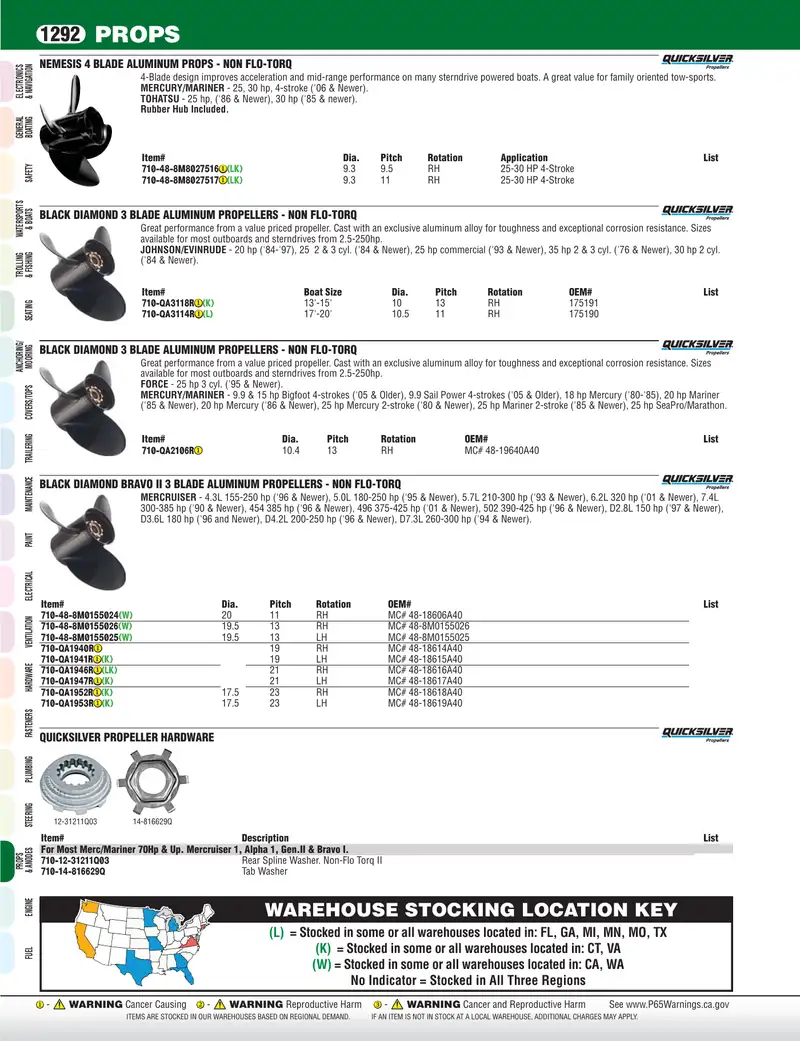 1292 PROPS
ELECTRONICS & NAVIGATION
GENERAL BOATING
SAFETY
WATERSPORTS & BOATS
TROLLING & FISHING
SEATING
ANCHORING/ MOORING
COVERS/TOPS
TRAILERING
MAINTENANCE
PAINT
ELECTRICAL
VENTILATION
HARDWARE
FASTENERS
PLUMBING
STEERING
PROPS & ANODES
ENGINE
FUEL
NEMESIS 4 BLADE ALUMINUM PROPS - NON FLO-TORQ
QUICKSILVER Propellers
4-Blade design improves acceleration and mid-range performance on many sterndrive powered boats. A great value for family oriented tow-sports.
MERCURY/MARINER - 25, 30 hp, 4-stroke ('06 & Newer).
TOHATSU - 25 hp, ('86 & Newer), 30 hp ('85 & newer).
Rubber Hub Included.
Item# Dia. Pitch Rotation Application List
710-48-8M8027516 1 (LK) 9.3 9.5 RH 25-30 HP 4-Stroke
710-48-8M8027517 1 (LK) 9.3 11 RH 25-30 HP 4-Stroke
BLACK DIAMOND 3 BLADE ALUMINUM PROPELLERS - NON FLO-TORQ
QUICKSILVER Propellers
Great performance from a value priced propeller. Cast with an exclusive aluminum alloy for toughness and exceptional corrosion resistance. Sizes
available for most outboards and sterndrives from 2.5-250hp.
JOHNSON/EVINRUDE - 20 hp ('84-'97), 25 2 & 3 cyl. ('84 & Newer), 25 hp commercial ('93 & Newer), 35 hp 2 & 3 cyl. ('76 & Newer), 30 hp 2 cyl.
('84 & Newer).
Item# Boat Size Dia. Pitch Rotation OEM# List
710-QA3118R 1 (K) 13'-15' 10 13 RH 175191
710-QA3114R 1 (L) 17'-20' 10.5 11 RH 175190
BLACK DIAMOND 3 BLADE ALUMINUM PROPELLERS - NON FLO-TORQ
QUICKSILVER Propellers
Great performance from a value priced propeller. Cast with an exclusive aluminum alloy for toughness and exceptional corrosion resistance. Sizes
available for most outboards and sterndrives from 2.5-250hp.
FORCE - 25 hp 3 cyl. ('95 & Newer).
MERCURY/MARINER - 9.9 & 15 hp Bigfoot 4-strokes ('05 & Older), 9.9 Sail Power 4-strokes ('05 & Older), 18 hp Mercury ('80-'85), 20 hp Mariner
('85 & Newer), 20 hp Mercury ('86 & Newer), 25 hp Mercury 2-stroke ('80 & Newer), 25 hp Mariner 2-stroke ('85 & Newer), 25 hp SeaPro/Marathon.
Item# Dia. Pitch Rotation OEM# List
710-QA2106R 1 10.4 13 RH MC# 48-19640A40
BLACK DIAMOND BRAVO II 3 BLADE ALUMINUM PROPELLERS - NON FLO-TORQ
QUICKSILVER Propellers
MERCRUISER - 4.3L 155-250 hp ('96 & Newer), 5.0L 180-250 hp ('95 & Newer), 5.7L 210-300 hp ('93 & Newer), 6.2L 320 hp ('01 & Newer), 7.4L
300-385 hp ('90 & Newer), 454 385 hp ('96 & Newer), 496 375-425 hp ('01 & Newer), 502 390-425 hp ('96 & Newer), D2.8L 150 hp ('97 & Newer),
D3.6L 180 hp ('96 and Newer), D4.2L 200-250 hp ('96 & Newer), D7.3L 260-300 hp ('94 & Newer).
Item# Dia. Pitch Rotation OEM# List
710-48-8M0155024(W) 20 11 RH MC# 48-18606A40
710-48-8M0155026(W) 19.5 13 RH MC# 48-8M0155026
710-48-8M0155025(W) 19.5 13 LH MC# 48-8M0155025
710-QA1940R 1 19 RH MC# 48-18614A40
710-QA1941R 1 (K) 19 LH MC# 48-18615A40
710-QA1946R 1 (LK) 21 RH MC# 48-18616A40
710-QA1947R 1 (K) 21 LH MC# 48-18617A40
710-QA1952R 1 (K) 17.5 23 RH MC# 48-18618A40
710-QA1953R 1 (K) 17.5 23 LH MC# 48-18619A40
QUICKSILVER PROPELLER HARDWARE
QUICKSILVER Propellers
12-31211Q03 14-816629Q
Item# Description List
For Most Merc/Mariner 70Hp & Up. Mercruiser 1, Alpha 1, Gen.II & Bravo I.
710-12-31211Q03 Rear Spline Washer. Non-Flo Torq II
710-14-816629Q Tab Washer
WAREHOUSE STOCKING LOCATION KEY
(L) = Stocked in some or all warehouses located in: FL, GA, MI, MN, MO, TX
(K) = Stocked in some or all warehouses located in: CT, VA
(W) = Stocked in some or all warehouses located in: CA, WA
No Indicator = Stocked in All Three Regions
1 - WARNING Cancer Causing 2 - WARNING Reproductive Harm 3 - WARNING Cancer and Reproductive Harm See www.P65Warnings.ca.gov
ITEMS ARE STOCKED IN OUR WAREHOUSES BASED ON REGIONAL DEMAND. IF AN ITEM IS NOT IN STOCK AT A LOCAL WAREHOUSE, ADDITIONAL CHARGES MAY APPLY.